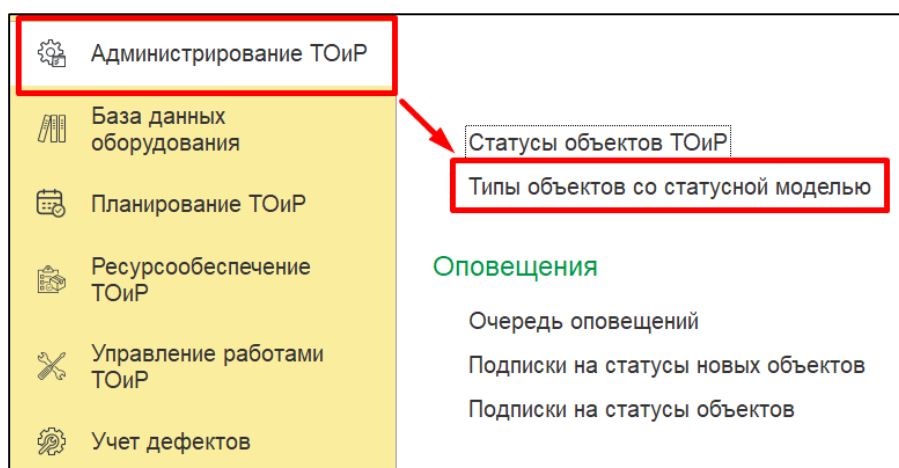 Администрирование ТОиР
База данных
оборудования
Планирование ТОиР
Ресурсообеспечение
ТОиР
Управление работами
ТОиР
Учет дефектов
Статусы объектов ТОиР
Типы объектов со статусной моделью
Оповещения
Очередь оповещений
Подписки на статусы новых объектов
Подписки на статусы объектов